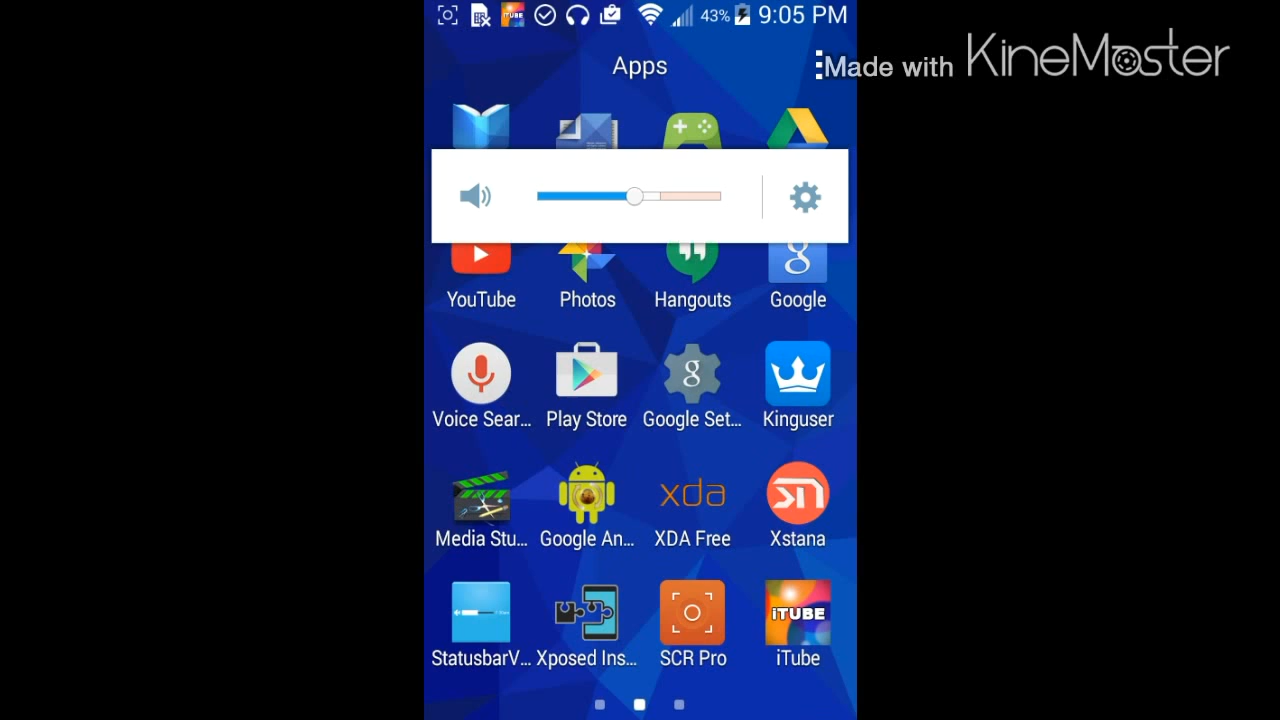 iTUBE 43% 9:05 PM
Apps
Made with KineMaster
YouTube Photos Hangouts Google
Voice Sear... Play Store Google Set... Kinguser
xda
Media Stu... Google An... XDA Free Xstana
iTUBE
StatusbarV... Xposed Ins... SCR Pro iTube